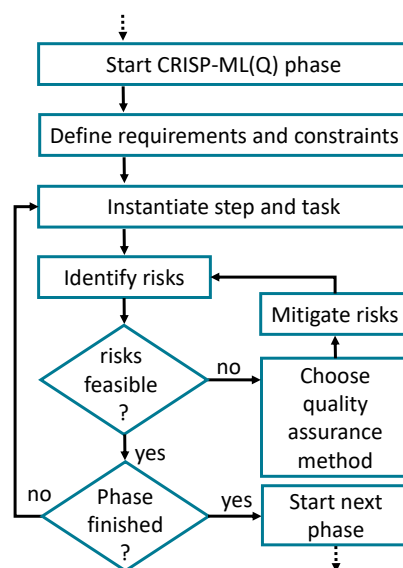 Start CRISP-ML(Q) phase
Define requirements and constraints
Instantiate step and task
Identify risks
Mitigate risks
risks
feasible
?
no
Choose
quality
assurance
method
yes
no
Phase
finished
?
yes
Start next
phase